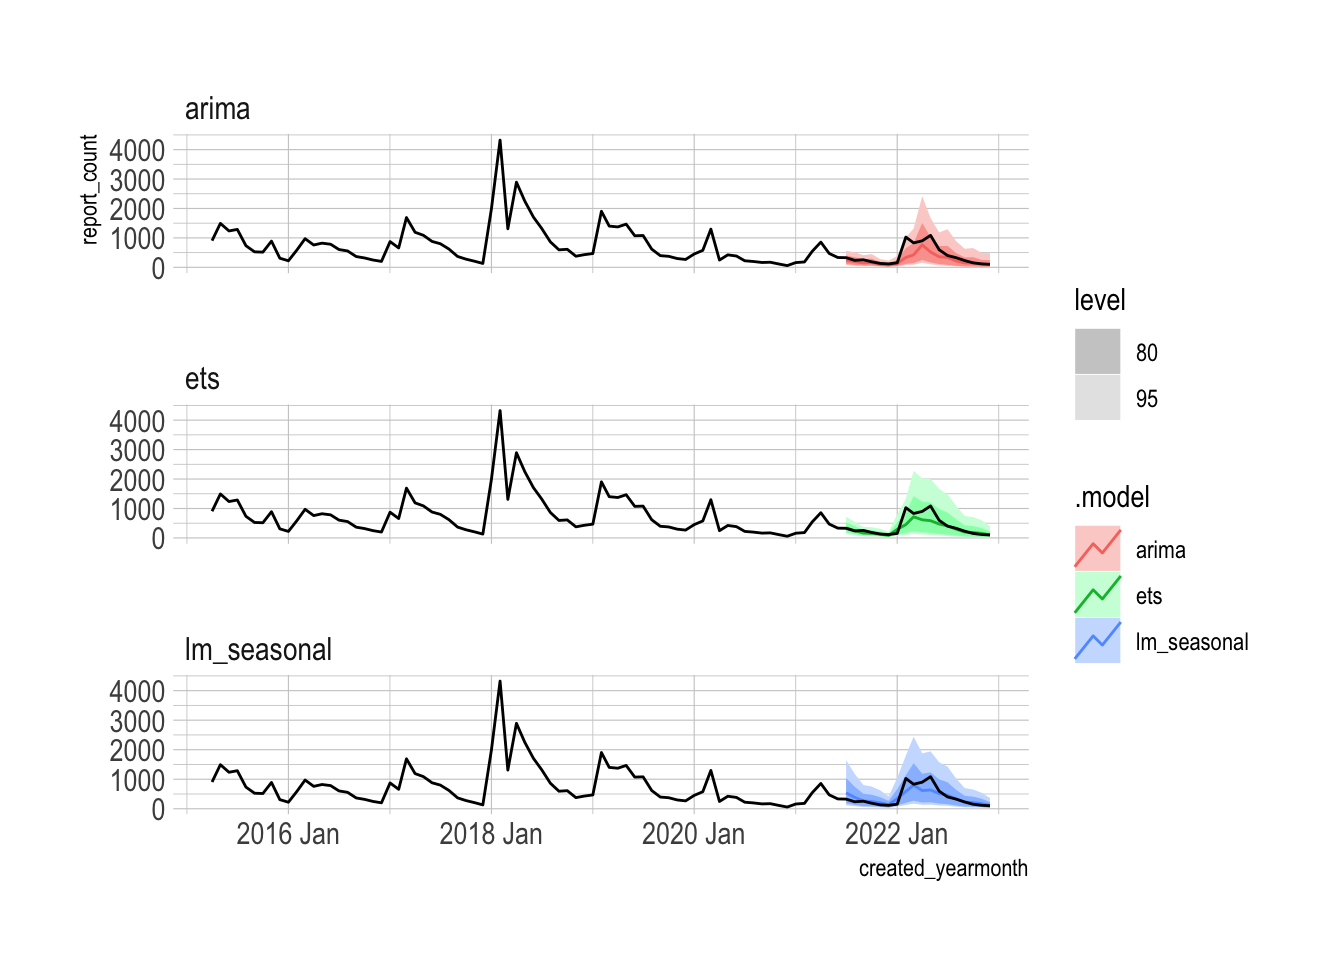 arima
report_count
4000
3000
2000
1000
0
ets
4000
3000
2000
1000
0
lm_seasonal
4000
3000
2000
1000
0
2016 Jan 2018 Jan 2020 Jan 2022 Jan
created_yearmonth
level
80
95
.model
arima
ets
lm_seasonal